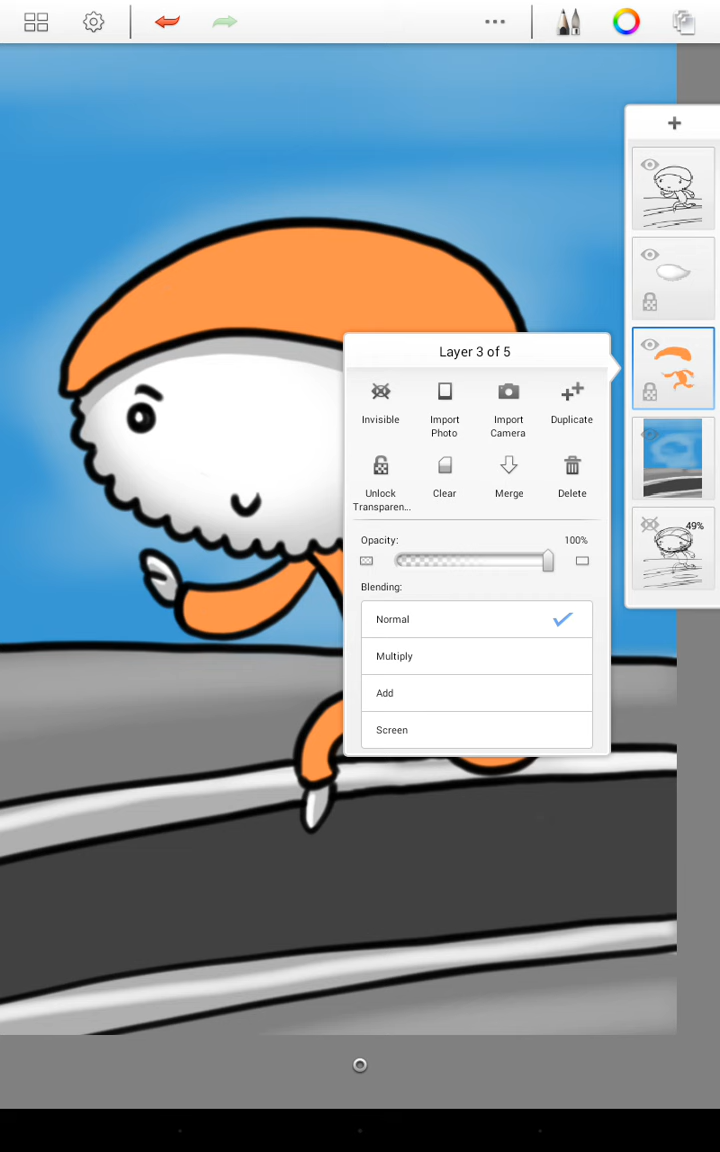 49%
Layer 3 of 5
Invisible Import Import Duplicate
Photo Camera
Unlock Clear Merge Delete
Transparen...
Opacity: 100%
Blending:
Normal
Multiply
Add
Screen